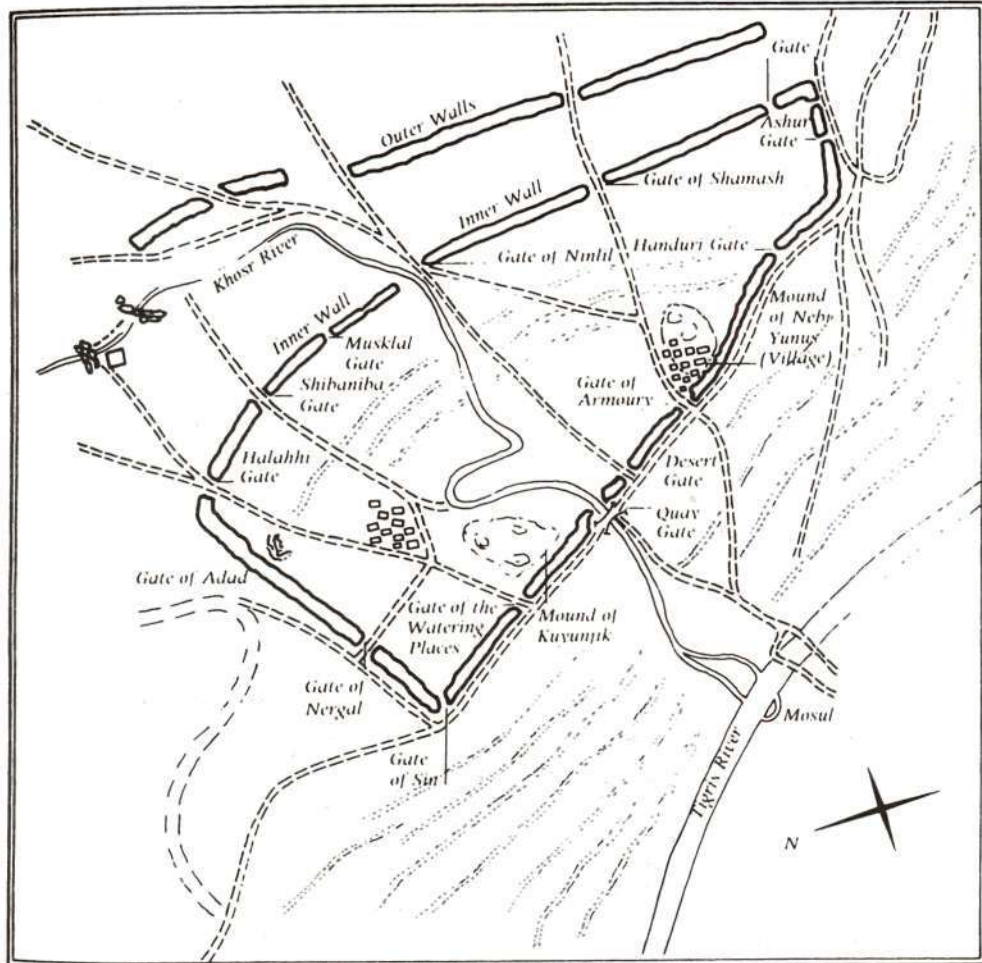 Gate
Outer Walls
Ashur
Gate
Gate of Shamash
Inner Wall
Handuri Gate
Gate of Ninlil
Khosr River
Mound
of Nebi
Yunus
(Village)
Inner Wall
Musklal
Gate
Shibaniba
Gate
Gate of
Armoury
Halahhi
Gate
Desert
Gate
Quay
Gate
Gate of Adad
Gate of the
Watering
Places
Mound of
Kuyunjik
Gate of
Nergal
Mosul
Gate
of Sin
Tigris River
N